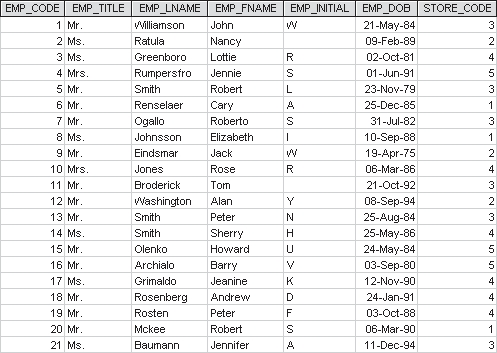 EMP_CODE EMP_TITLE EMP_LNAME EMP_FNAME EMP_INITIAL EMP_DOB STORE_CODE
1 Mr. Williamson John W 21-May-84 3
2 Ms. Ratula Nancy 09-Feb-89 2
3 Ms. Greenboro Lottie R 02-Oct-81 4
4 Mrs. Rumpersfro Jennie S 01-Jun-91 5
5 Mr. Smith Robert L 23-Nov-79 3
6 Mr. Renselaer Cary A 25-Dec-85 1
7 Mr. Ogallo Roberto S 31-Jul-82 3
8 Ms. Johnsson Elizabeth I 10-Sep-88 1
9 Mr. Eindsmar Jack W 19-Apr-75 2
10 Mrs. Jones Rose R 06-Mar-86 4
11 Mr. Broderick Tom 21-Oct-92 3
12 Mr. Washington Alan Y 08-Sep-94 2
13 Mr. Smith Peter N 25-Aug-84 3
14 Ms. Smith Sherry H 25-May-86 4
15 Mr. Olenko Howard U 24-May-84 5
16 Mr. Archialo Barry V 03-Sep-80 5
17 Ms. Grimaldo Jeanine K 12-Nov-90 4
18 Mr. Rosenberg Andrew D 24-Jan-91 4
19 Mr. Rosten Peter F 03-Oct-88 4
20 Mr. Mckee Robert S 06-Mar-90 1
21 Ms. Baumann Jennifer A 11-Dec-94 3